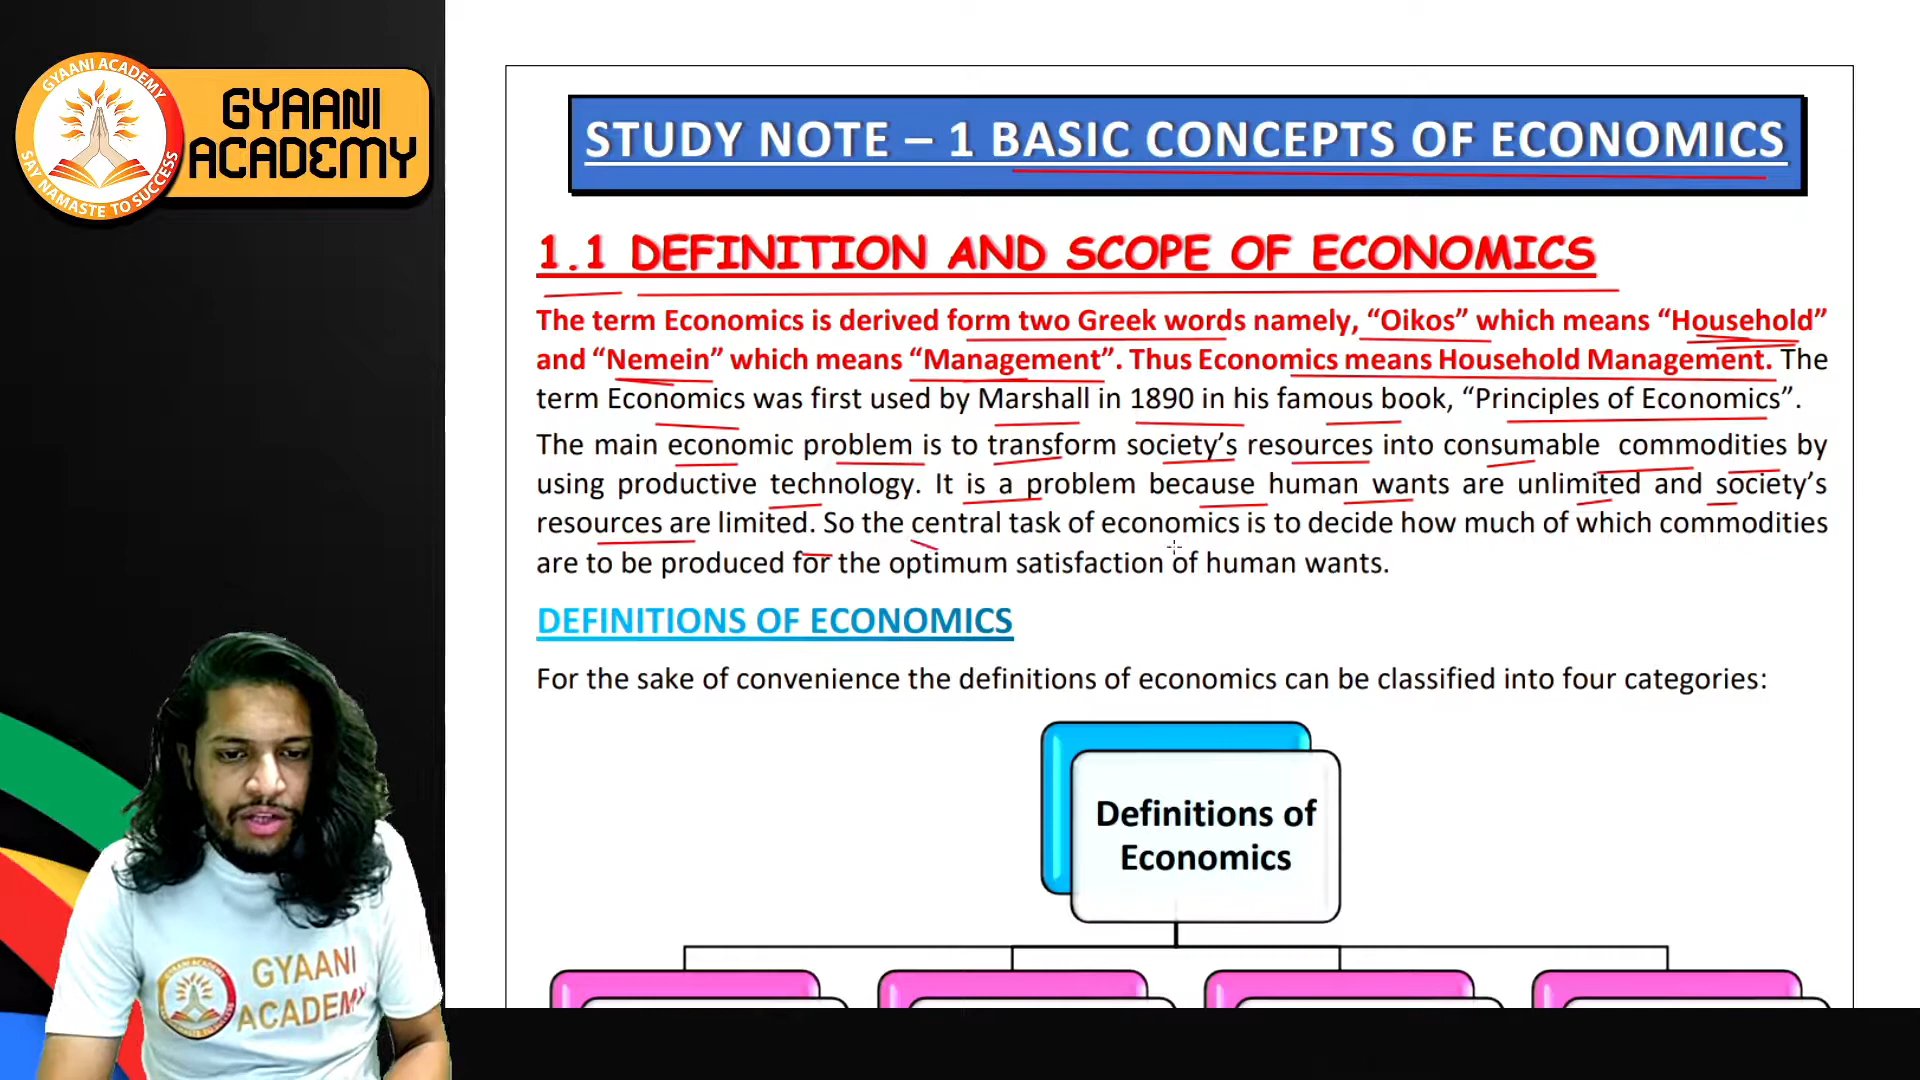 GYAANI ACADEMY
SAY NAMASTE TO SUCCESS
GYAANI
ACADEMY
STUDY NOTE – 1 BASIC CONCEPTS OF ECONOMICS
1.1 DEFINITION AND SCOPE OF ECONOMICS
The term Economics is derived form two Greek words namely, “Oikos” which means “Household”
and “Nemein” which means “Management”. Thus Economics means Household Management. The
term Economics was first used by Marshall in 1890 in his famous book, “Principles of Economics”.
The main economic problem is to transform society’s resources into consumable commodities by
using productive technology. It is a problem because human wants are unlimited and society’s
resources are limited. So the central task of economics is to decide how much of which commodities
are to be produced for the optimum satisfaction of human wants.
DEFINITIONS OF ECONOMICS
For the sake of convenience the definitions of economics can be classified into four categories:
Definitions of
Economics
GYAANI
ACADEMY